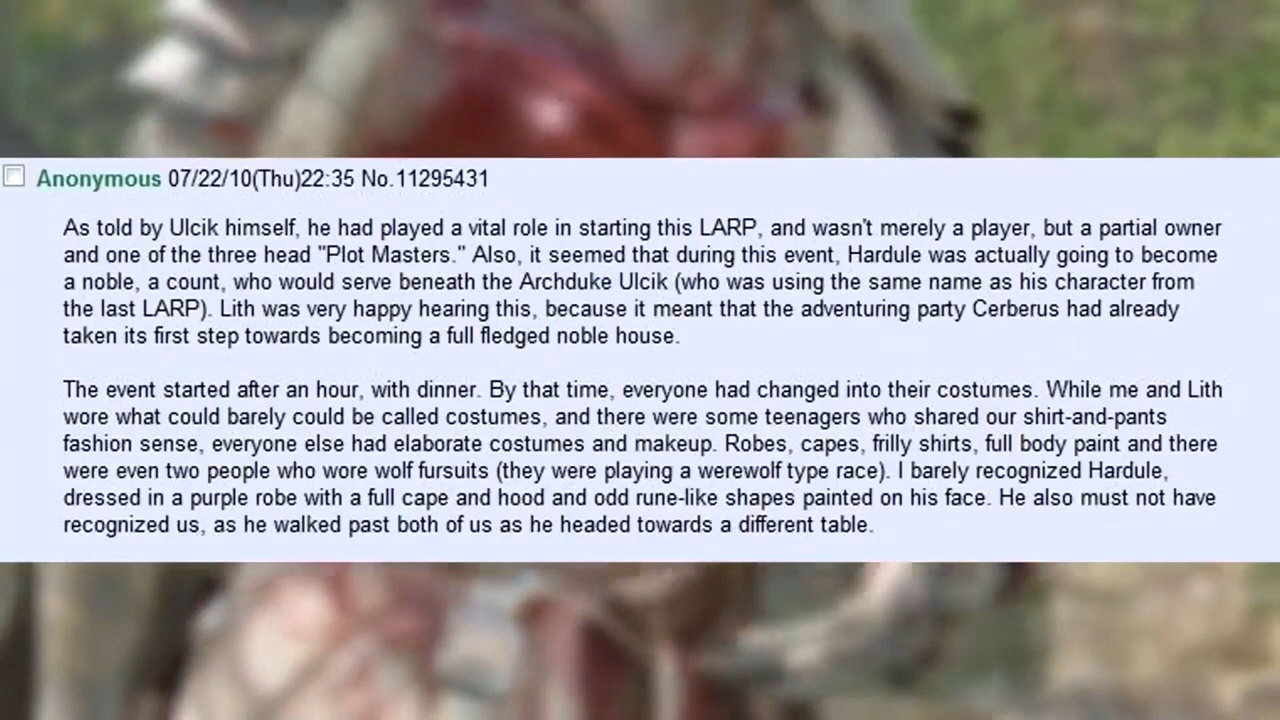 Anonymous 07/22/10(Thu)22:35 No.11295431
As told by Ulcik himself, he had played a vital role in starting this LARP, and wasn't merely a player, but a partial owner
and one of the three head "Plot Masters." Also, it seemed that during this event, Hardule was actually going to become
a noble, a count, who would serve beneath the Archduke Ulcik (who was using the same name as his character from
the last LARP). Lith was very happy hearing this, because it meant that the adventuring party Cerberus had already
taken its first step towards becoming a full fledged noble house.
The event started after an hour, with dinner. By that time, everyone had changed into their costumes. While me and Lith
wore what could barely could be called costumes, and there were some teenagers who shared our shirt-and-pants
fashion sense, everyone else had elaborate costumes and makeup. Robes, capes, frilly shirts, full body paint and there
were even two people who wore wolf fursuits (they were playing a werewolf type race). I barely recognized Hardule,
dressed in a purple robe with a full cape and hood and odd rune-like shapes painted on his face. He also must not have
recognized us, as he walked past both of us as he headed towards a different table.